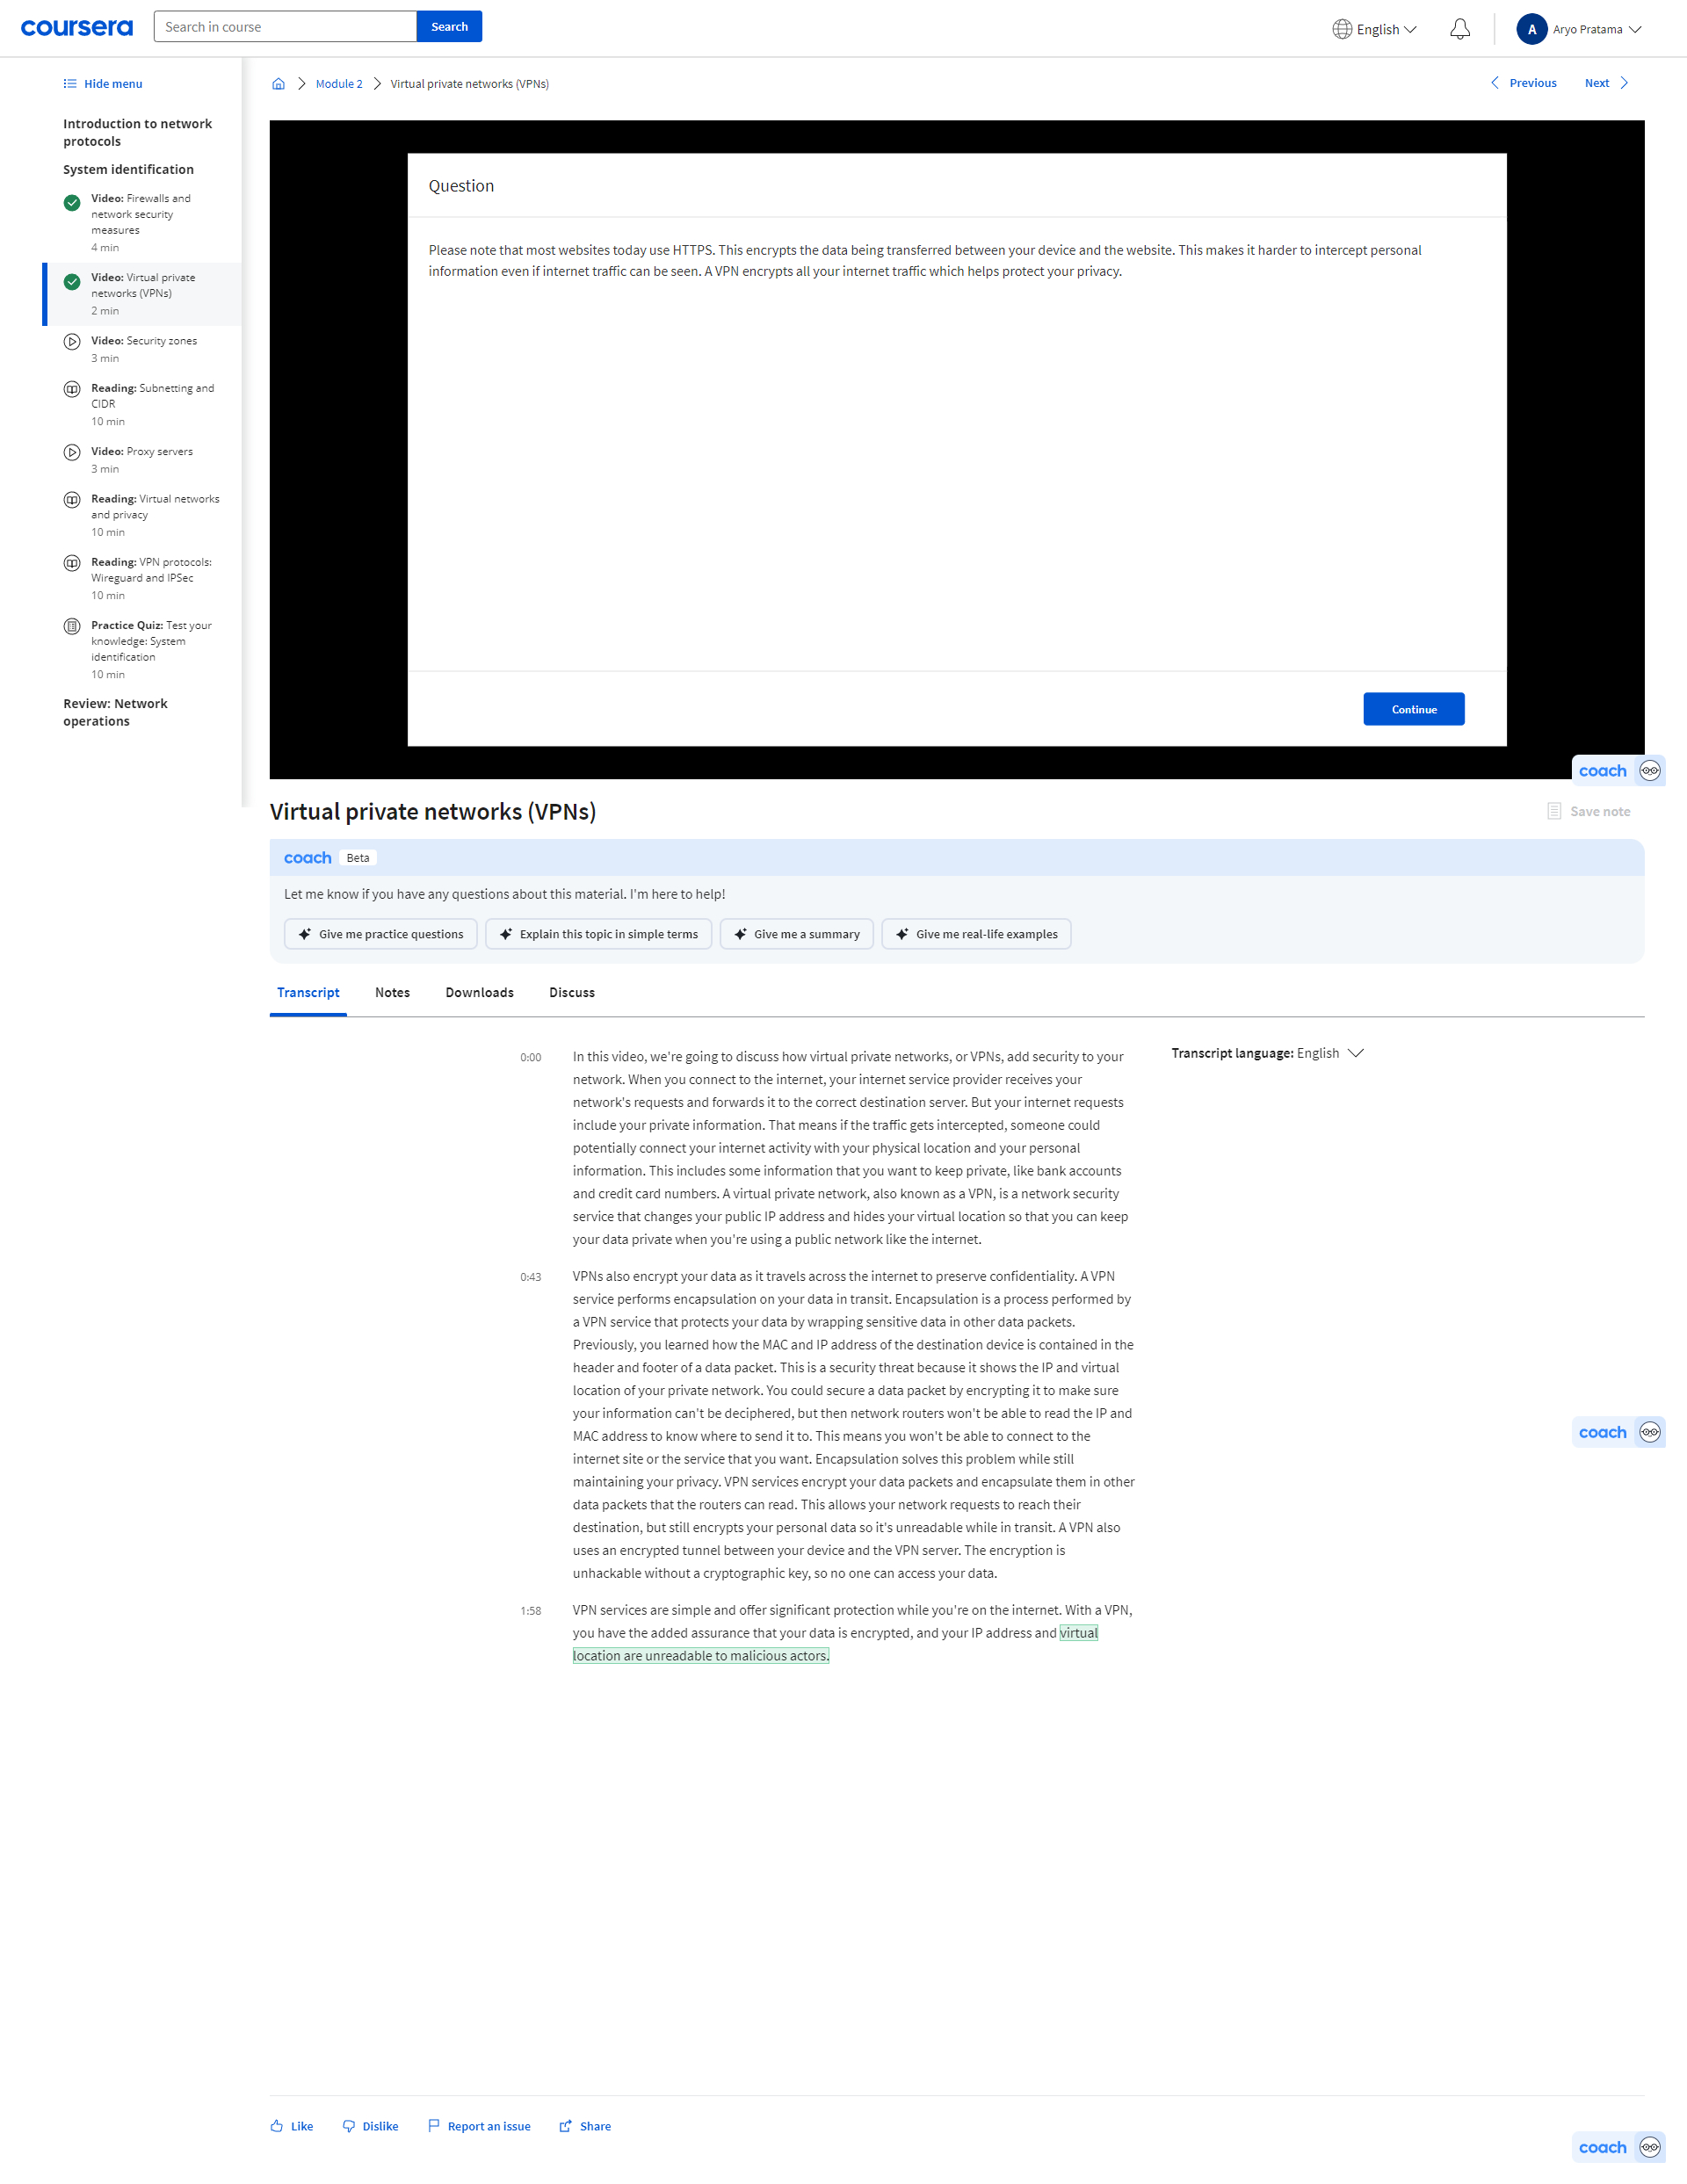 coursera
Search in course
Search
English
A
Aryo Pratama
Hide menu
Module 2
Virtual private networks (VPNs)
Previous
Next
Introduction to network
protocols
System identification
Video: Firewalls and
network security
measures
4 min
Video: Virtual private
networks (VPNs)
2 min
Video: Security zones
3 min
Reading: Subnetting and
CIDR
10 min
Video: Proxy servers
3 min
Reading: Virtual networks
and privacy
10 min
Reading: VPN protocols:
Wireguard and IPSec
10 min
Practice Quiz: Test your
knowledge: System
identification
10 min
Review: Network
operations
Question
Please note that most websites today use HTTPS. This encrypts the data being transferred between your device and the website. This makes it harder to intercept personal
information even if internet traffic can be seen. A VPN encrypts all your internet traffic which helps protect your privacy.
Continue
coach
Virtual private networks (VPNs)
Save note
coach Beta
Let me know if you have any questions about this material. I'm here to help!
Give me practice questions
Explain this topic in simple terms
Give me a summary
Give me real-life examples
Transcript
Notes
Downloads
Discuss
Transcript language: English
0:00
In this video, we're going to discuss how virtual private networks, or VPNs, add security to your
network. When you connect to the internet, your internet service provider receives your
network's requests and forwards it to the correct destination server. But your internet requests
include your private information. That means if the traffic gets intercepted, someone could
potentially connect your internet activity with your physical location and your personal
information. This includes some information that you want to keep private, like bank accounts
and credit card numbers. A virtual private network, also known as a VPN, is a network security
service that changes your public IP address and hides your virtual location so that you can keep
your data private when you're using a public network like the internet.
0:43
VPNs also encrypt your data as it travels across the internet to preserve confidentiality. A VPN
service performs encapsulation on your data in transit. Encapsulation is a process performed by
a VPN service that protects your data by wrapping sensitive data in other data packets.
Previously, you learned how the MAC and IP address of the destination device is contained in the
header and footer of a data packet. This is a security threat because it shows the IP and virtual
location of your private network. You could secure a data packet by encrypting it to make sure
your information can't be deciphered, but then network routers won't be able to read the IP and
MAC address to know where to send it to. This means you won't be able to connect to the
internet site or the service that you want. Encapsulation solves this problem while still
maintaining your privacy. VPN services encrypt your data packets and encapsulate them in other
data packets that the routers can read. This allows your network requests to reach their
destination, but still encrypts your personal data so it's unreadable while in transit. A VPN also
uses an encrypted tunnel between your device and the VPN server. The encryption is
unhackable without a cryptographic key, so no one can access your data.
coach
1:58
VPN services are simple and offer significant protection while you're on the internet. With a VPN,
you have the added assurance that your data is encrypted, and your IP address and virtual
location are unreadable to malicious actors.
Like
Dislike
Report an issue
Share
coach